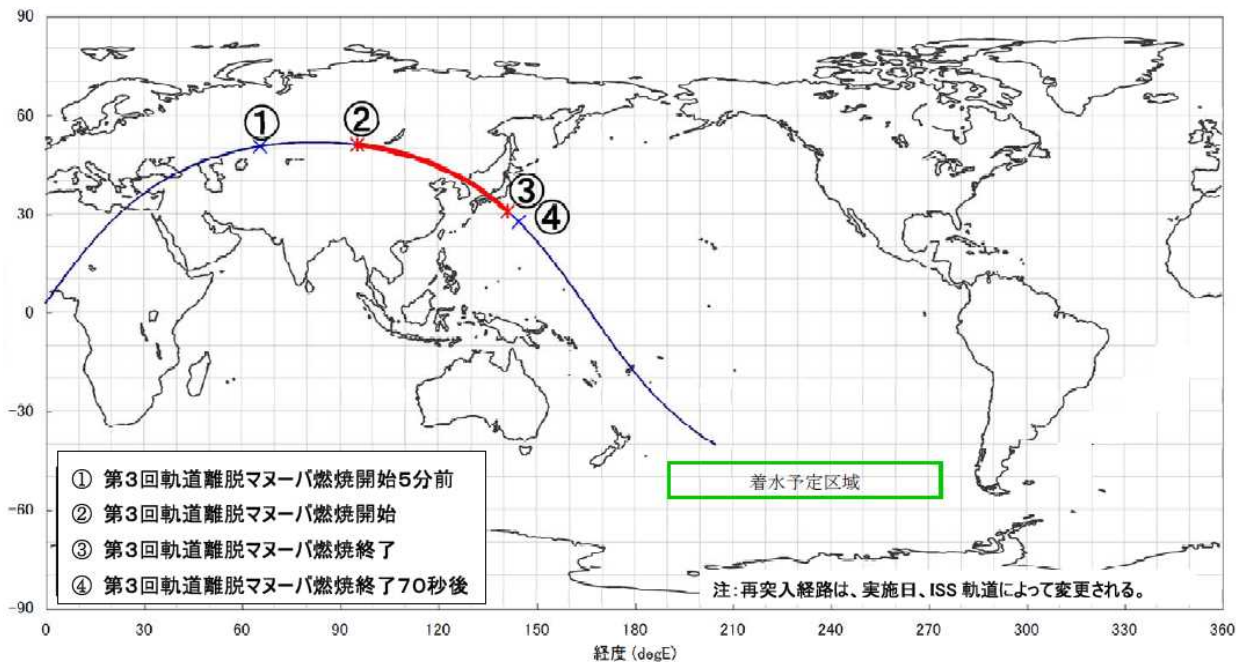 90
60
30
0
-30
-60
-90
①
②
③
④
① 第3回軌道離脱マヌーバ燃焼開始5分前
② 第3回軌道離脱マヌーバ燃焼開始
③ 第3回軌道離脱マヌーバ燃焼終了
④ 第3回軌道離脱マヌーバ燃焼終了70秒後
着水予定区域
注:再突入経路は、実施日、ISS 軌道によって変更される。
0 30 60 90 120 150 180 210 240 270 300 330 360
経度 (degE)